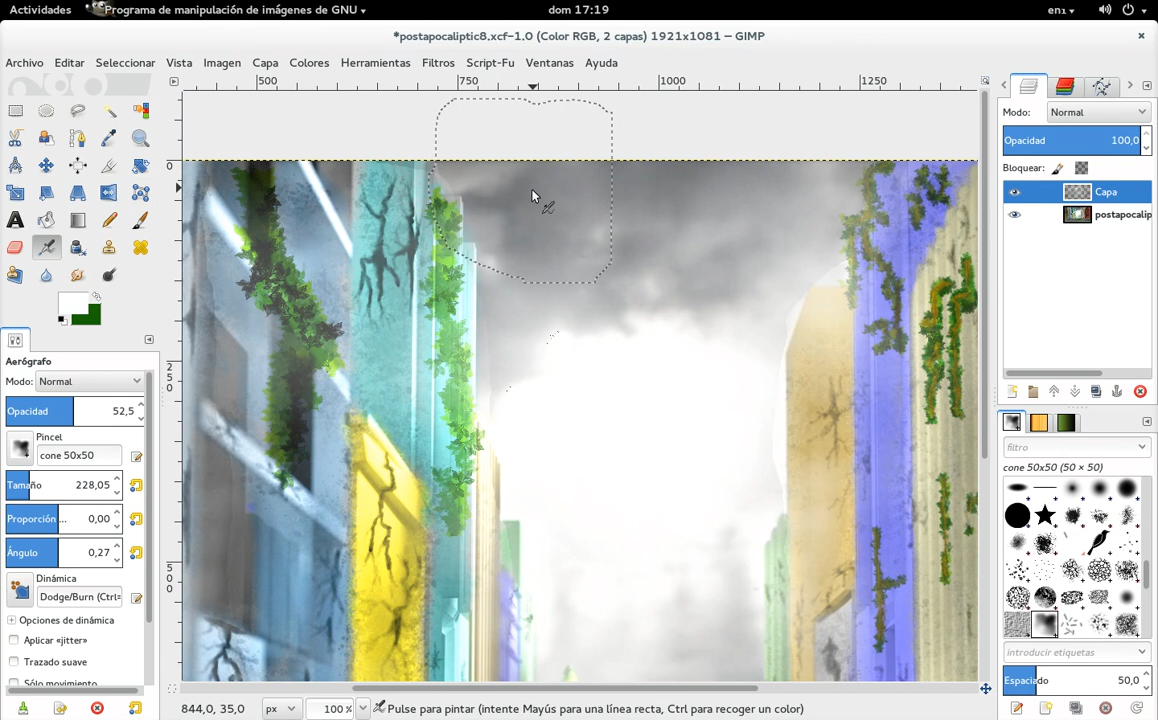 Actividades Programa de manipulación de imágenes de GNU dom 17:19 en₁
*postapocaliptic8.xcf-1.0 (Color RGB, 2 capas) 1921x1081 – GIMP
Archivo Editar Seleccionar Vista Imagen Capa Colores Herramientas Filtros Script-Fu Ventanas Ayuda
500 750 1000 1250
0
250
500
Aerógrafo
Modo: Normal
Opacidad 52,5
Pincel
cone 50x50
Tamaño 228,05
Proporción ... 0,00
Ángulo 0,27
Dinámica
Dodge/Burn (Ctrl=
Opciones de dinámica
Aplicar «jitter»
Trazado suave
Sólo movimiento
Modo: Normal
Opacidad 100,0
Bloquear:
Capa
postapocalip
filtro
cone 50x50 (50 × 50)
introducir etiquetas
Espaciado 50,0
844,0, 35,0 px 100 % Pulse para pintar (intente Mayús para una línea recta, Ctrl para recoger un color)